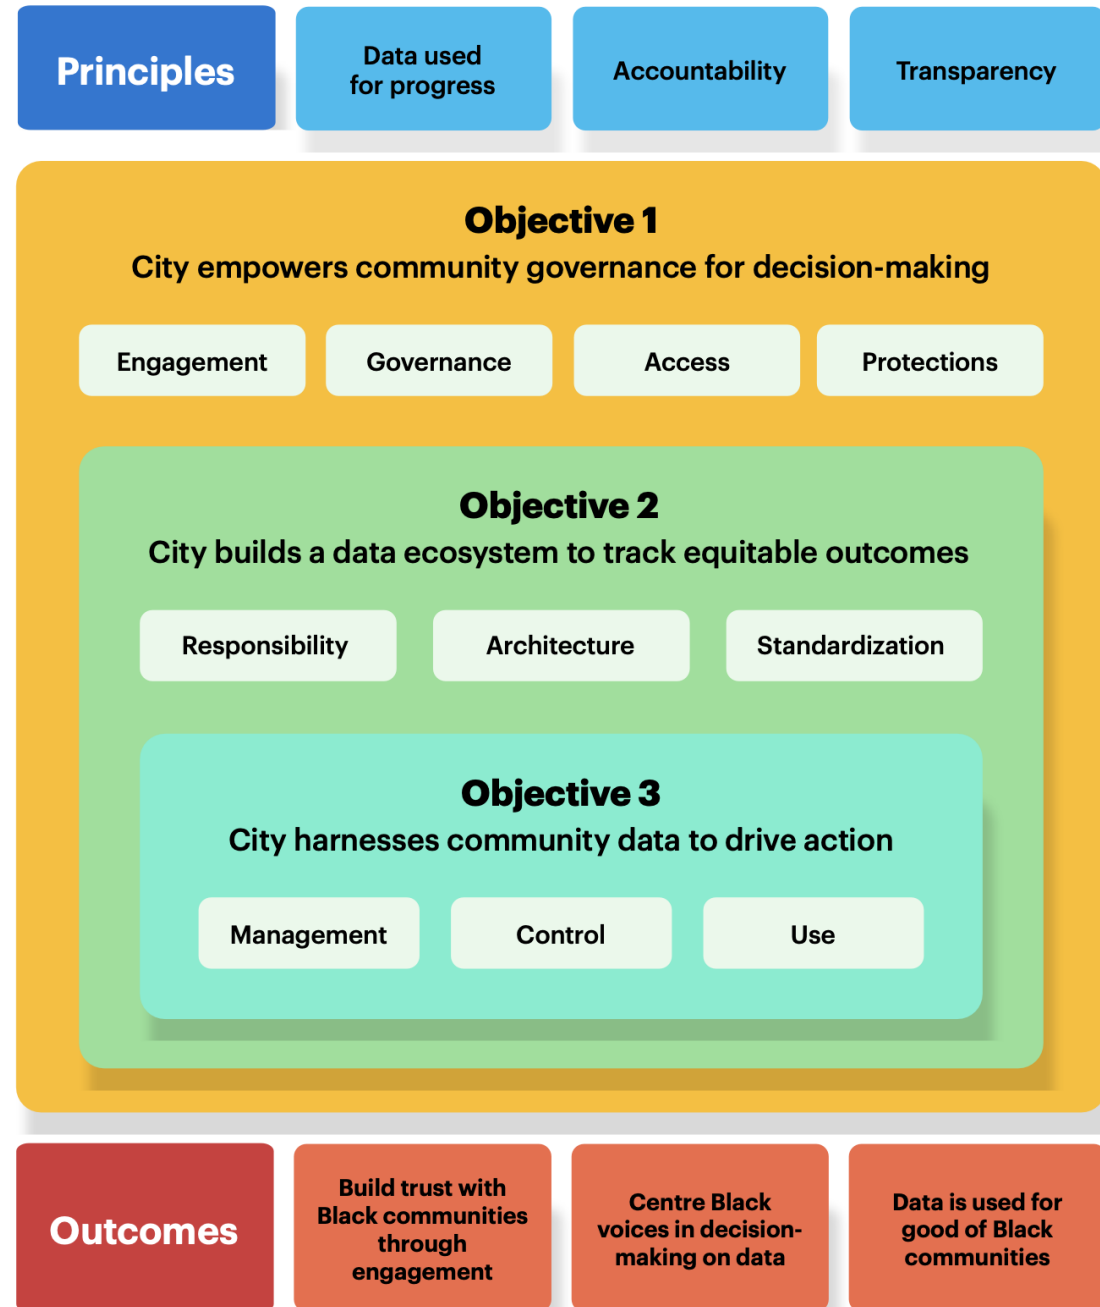 Principles
Data used
for progress
Accountability
Transparency
Objective 1
City empowers community governance for decision-making
Engagement
Governance
Access
Protections
Objective 2
City builds a data ecosystem to track equitable outcomes
Responsibility
Architecture
Standardization
Objective 3
City harnesses community data to drive action
Management
Control
Use
Outcomes
Build trust with
Black communities
through
engagement
Centre Black
voices in decision-
making on data
Data is used for
good of Black
communities